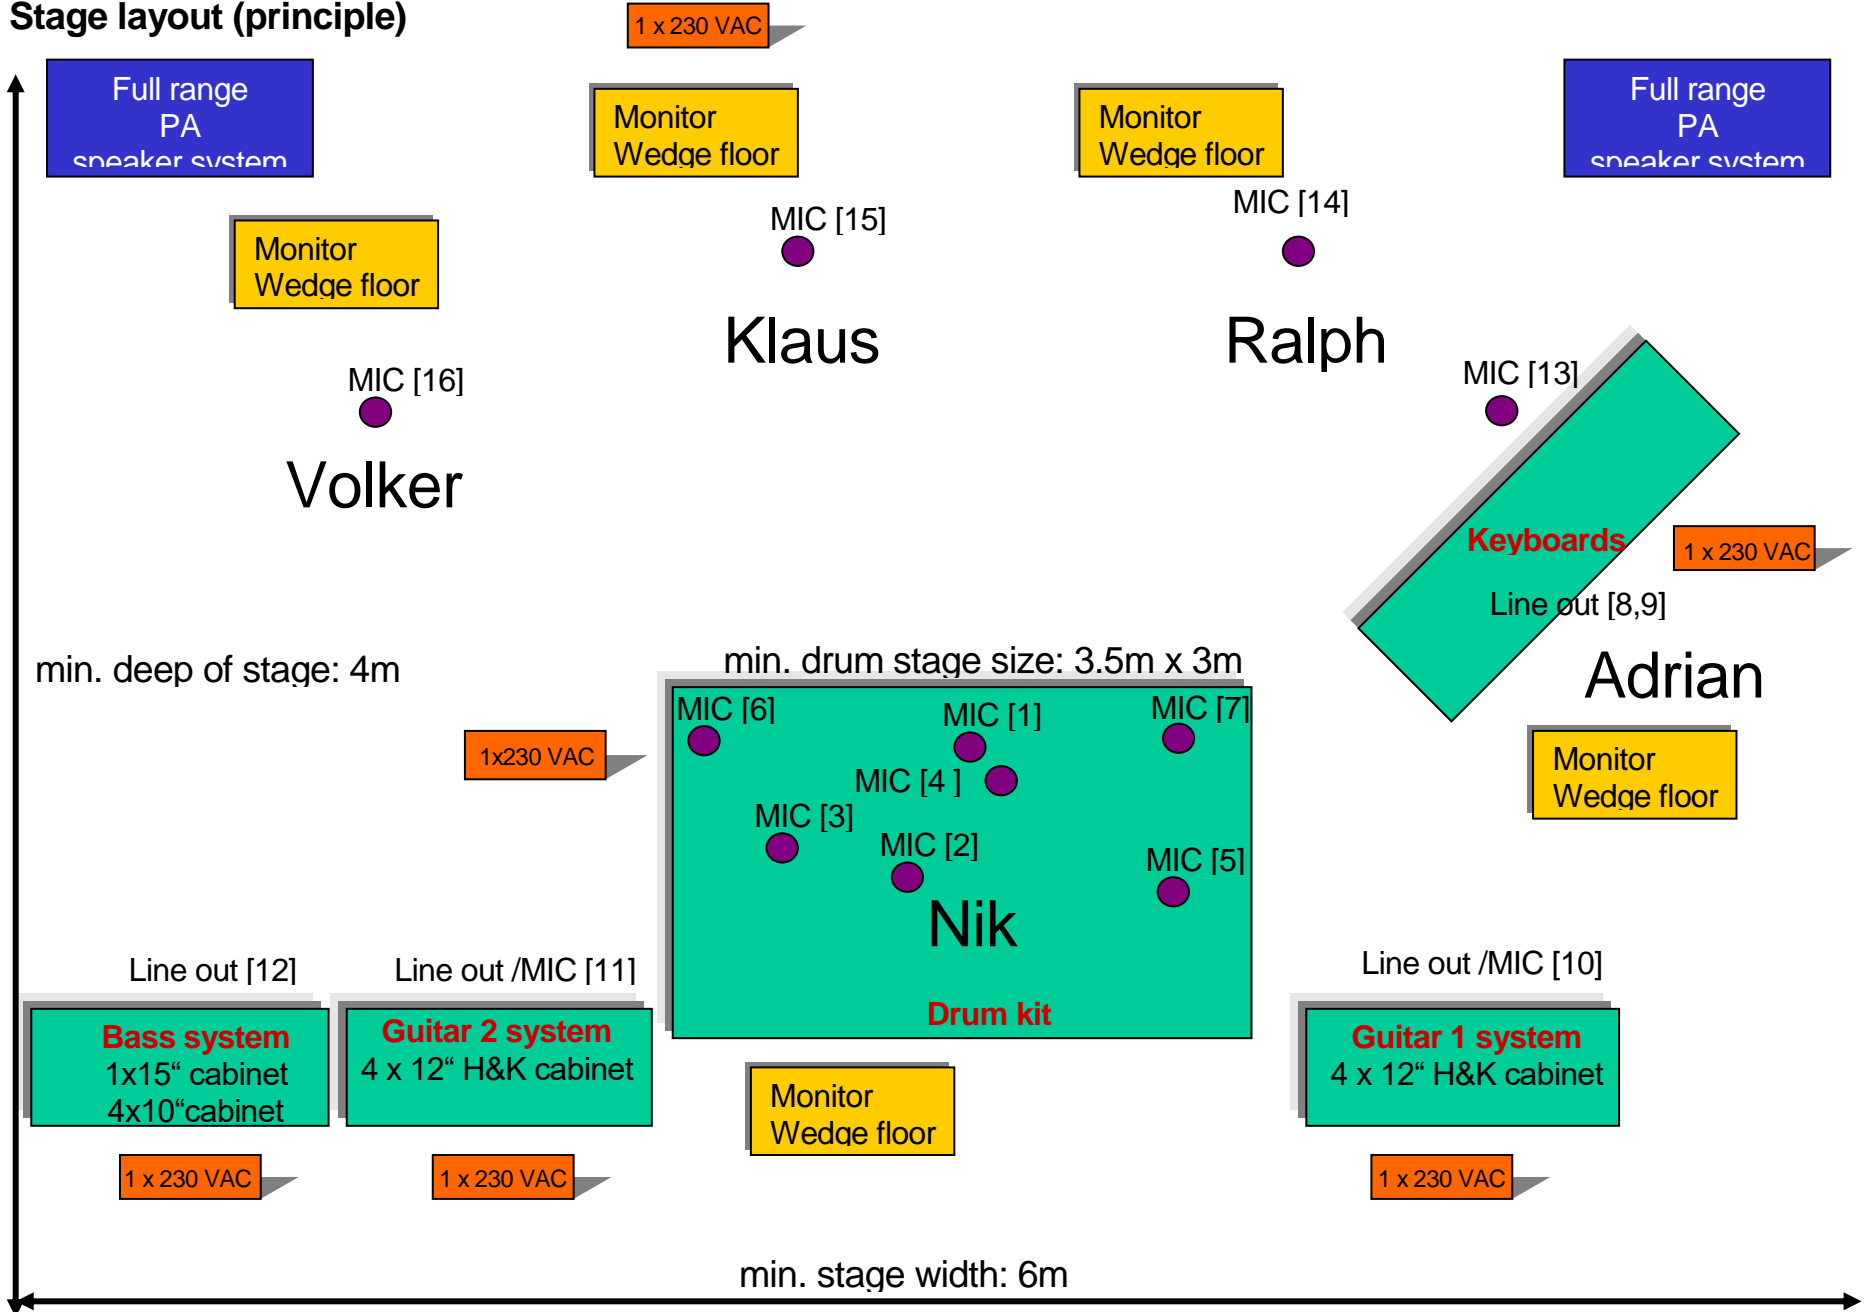 Stage layout (principle)
1 x 230 VAC
Full range
PA
speaker system
Monitor
Wedge floor
Monitor
Wedge floor
Full range
PA
speaker system
MIC [15]
MIC [14]
Monitor
Wedge floor
Klaus
Ralph
MIC [16]
MIC [13]
Volker
Keyboards
1 x 230 VAC
Line out [8,9]
min. deep of stage: 4m
min. drum stage size: 3.5m x 3m
Adrian
MIC [6]
MIC [1]
MIC [7]
1x230 VAC
MIC [4 ]
Monitor
Wedge floor
MIC [3]
MIC [2]
MIC [5]
Nik
Line out [12]
Line out /MIC [11]
Line out /MIC [10]
Drum kit
Bass system
1x15“ cabinet
4x10“cabinet
Guitar 2 system
4 x 12“ H&K cabinet
Guitar 1 system
4 x 12“ H&K cabinet
Monitor
Wedge floor
1 x 230 VAC
1 x 230 VAC
1 x 230 VAC
min. stage width: 6m